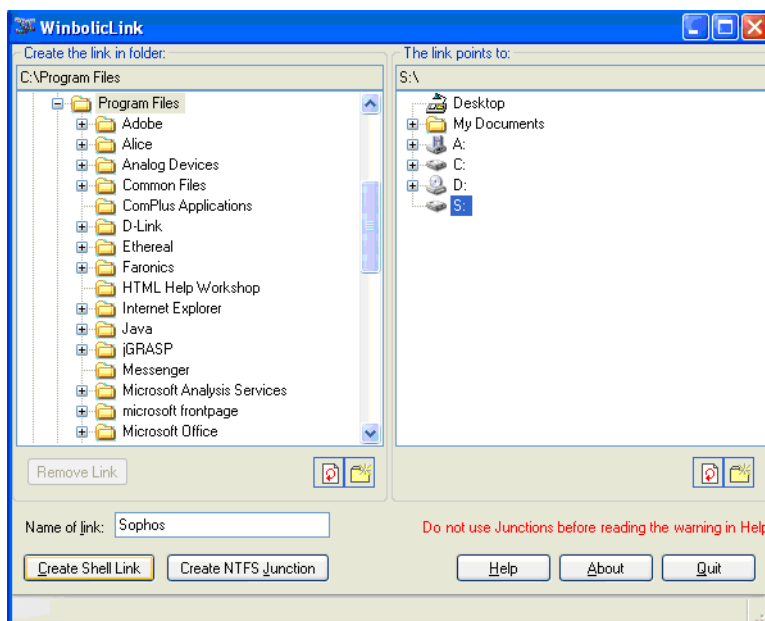 WinbolicLink
Create the link in folder:
C:\Program Files
Program Files
Adobe
Alice
Analog Devices
Common Files
ComPlus Applications
D-Link
Ethereal
Faronics
HTML Help Workshop
Internet Explorer
Java
jGRASP
Messenger
Microsoft Analysis Services
microsoft frontpage
Microsoft Office
Remove Link
The link points to:
S:\
Desktop
My Documents
A:
C:
D:
S:
Name of link: Sophos
Do not use Junctions before reading the warning in Help
Create Shell Link Create NTFS Junction Help About Quit